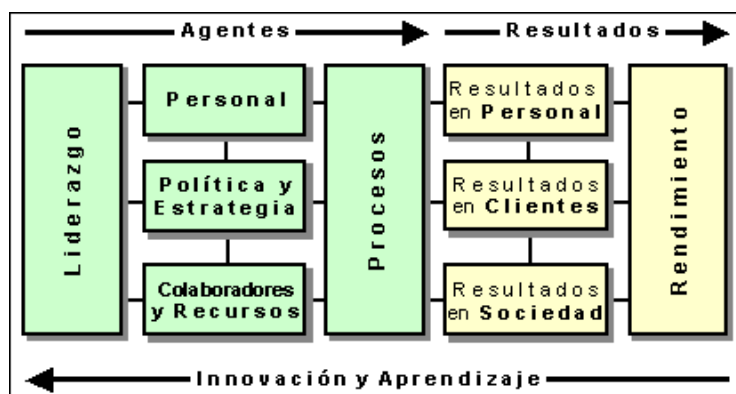 Agentes
Resultados
Liderazgo
Personal
Política y
Estrategia
Colaboradores
y Recursos
Procesos
Resultados
en Personal
Resultados
en Clientes
Resultados
en Sociedad
Rendimiento
Innovación y Aprendizaje